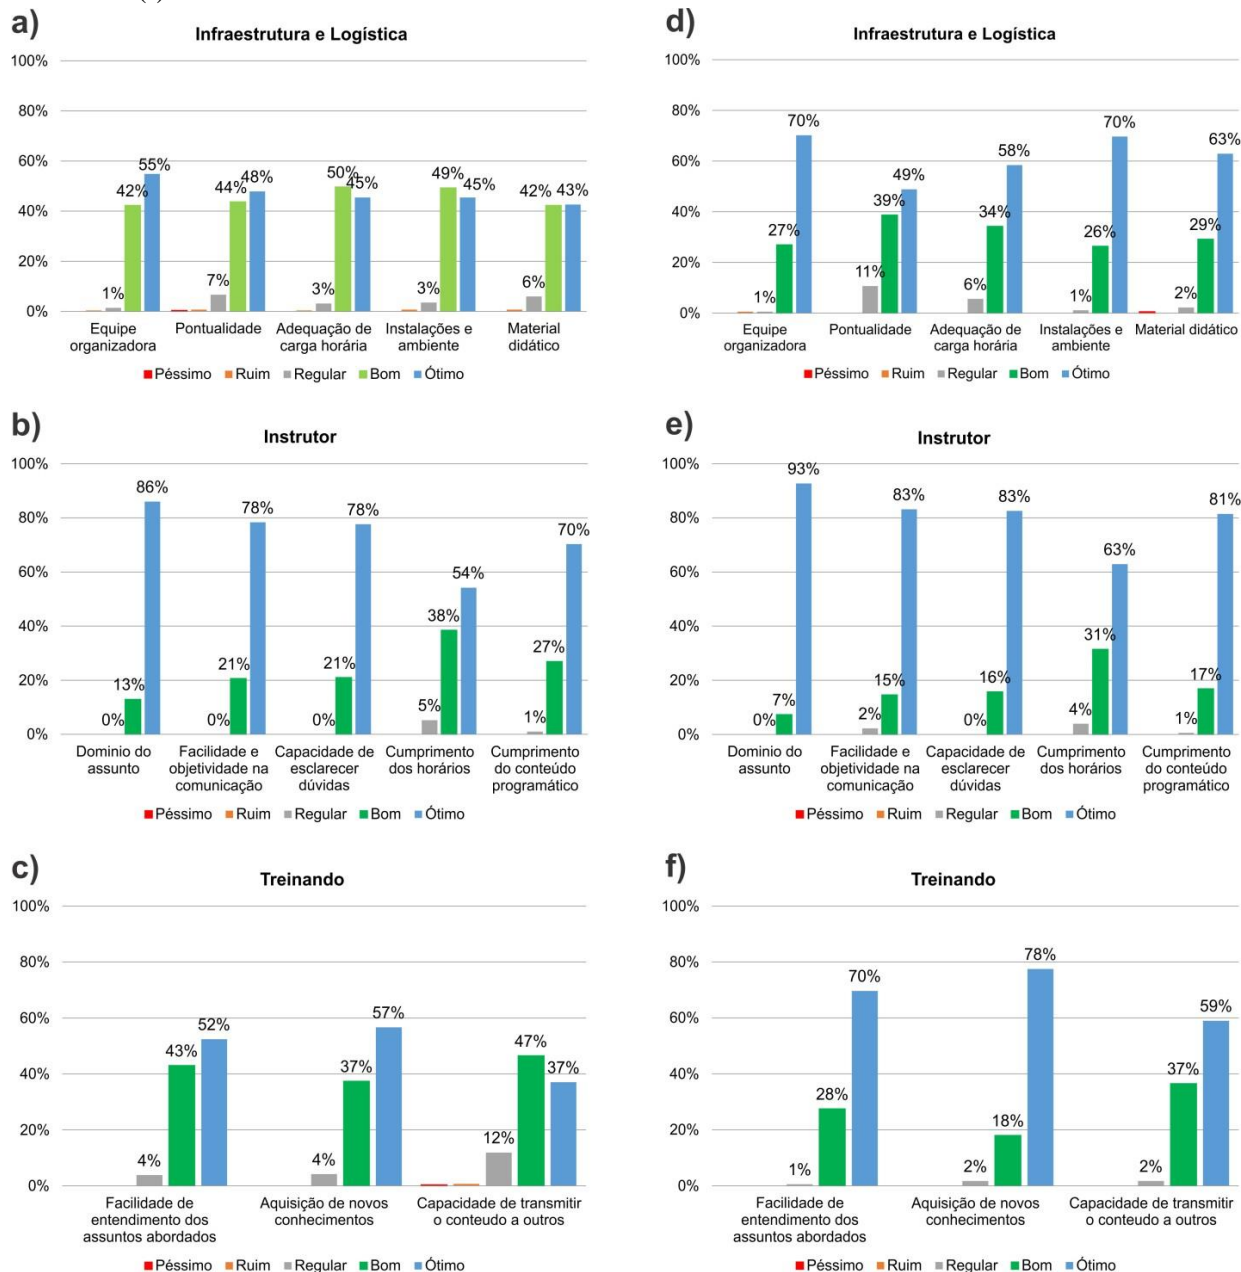 a)
Infraestrutura e Logística
100%
80%
60%
40%
20%
0%
42% 55%
1%
44% 48%
7%
50% 45%
3%
49% 45%
3%
42% 43%
6%
Equipe organizadora
Pontualidade
Adequação de carga horária
Instalações e ambiente
Material didático
Péssimo Ruim Regular Bom Ótimo
d)
Infraestrutura e Logística
100%
80%
60%
40%
20%
0%
1% 27% 70%
11% 39% 49%
6% 34% 58%
1% 26% 70%
2% 29% 63%
Equipe organizadora
Pontualidade
Adequação de carga horária
Instalações e ambiente
Material didático
Péssimo Ruim Regular Bom Ótimo
b)
Instrutor
100%
80%
60%
40%
20%
0%
0% 13% 86%
0% 21% 78%
0% 21% 78%
5% 38% 54%
1% 27% 70%
Dominio do assunto
Facilidade e objetividade na comunicação
Capacidade de esclarecer dúvidas
Cumprimento dos horários
Cumprimento do conteúdo programático
Péssimo Ruim Regular Bom Ótimo
e)
Instrutor
100%
80%
60%
40%
20%
0%
0% 7% 93%
2% 15% 83%
0% 16% 83%
4% 31% 63%
1% 17% 81%
Dominio do assunto
Facilidade e objetividade na comunicação
Capacidade de esclarecer dúvidas
Cumprimento dos horários
Cumprimento do conteúdo programático
Péssimo Ruim Regular Bom Ótimo
c)
Treinando
100%
80%
60%
40%
20%
0%
4% 43% 52%
4% 37% 57%
12% 47% 37%
Facilidade de entendimento dos assuntos abordados
Aquisição de novos conhecimentos
Capacidade de transmitir o conteudo a outros
Péssimo Ruim Regular Bom Ótimo
f)
Treinando
100%
80%
60%
40%
20%
0%
1% 28% 70%
2% 18% 78%
2% 37% 59%
Facilidade de entendimento dos assuntos abordados
Aquisição de novos conhecimentos
Capacidade de transmitir o conteudo a outros
Péssimo Ruim Regular Bom Ótimo